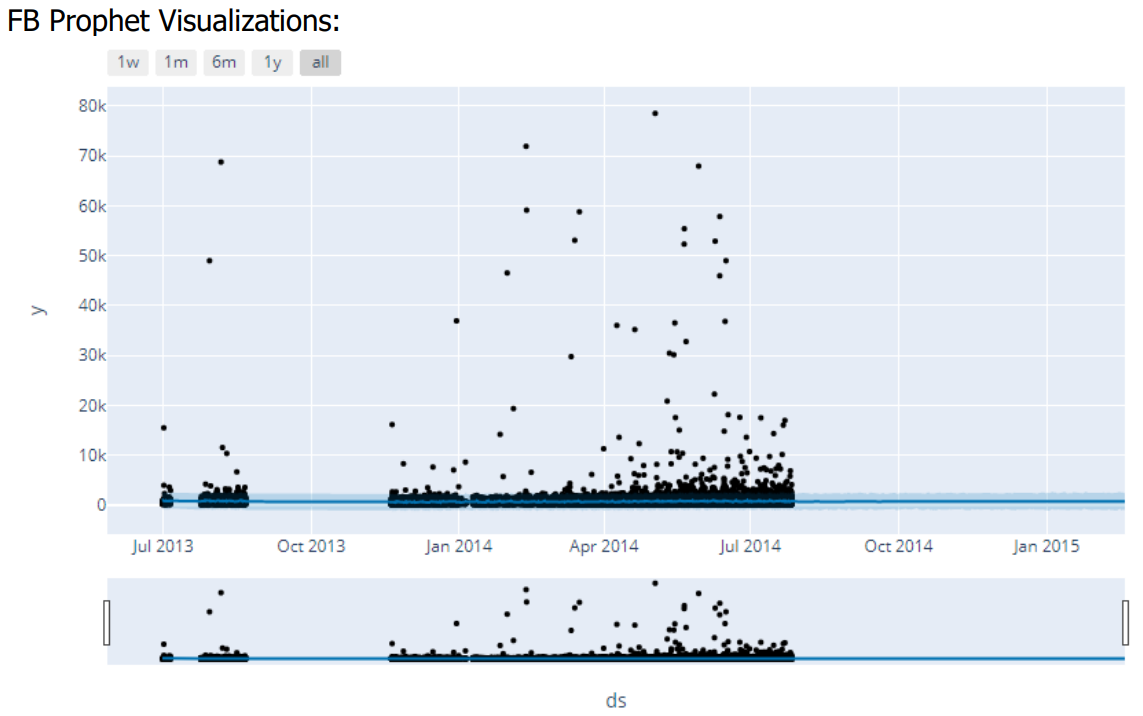 FB Prophet Visualizations:
1w 1m 6m 1y all
80k
70k
60k
50k
40k
30k
20k
10k
0
y
Jul 2013 Oct 2013 Jan 2014 Apr 2014 Jul 2014 Oct 2014 Jan 2015
ds